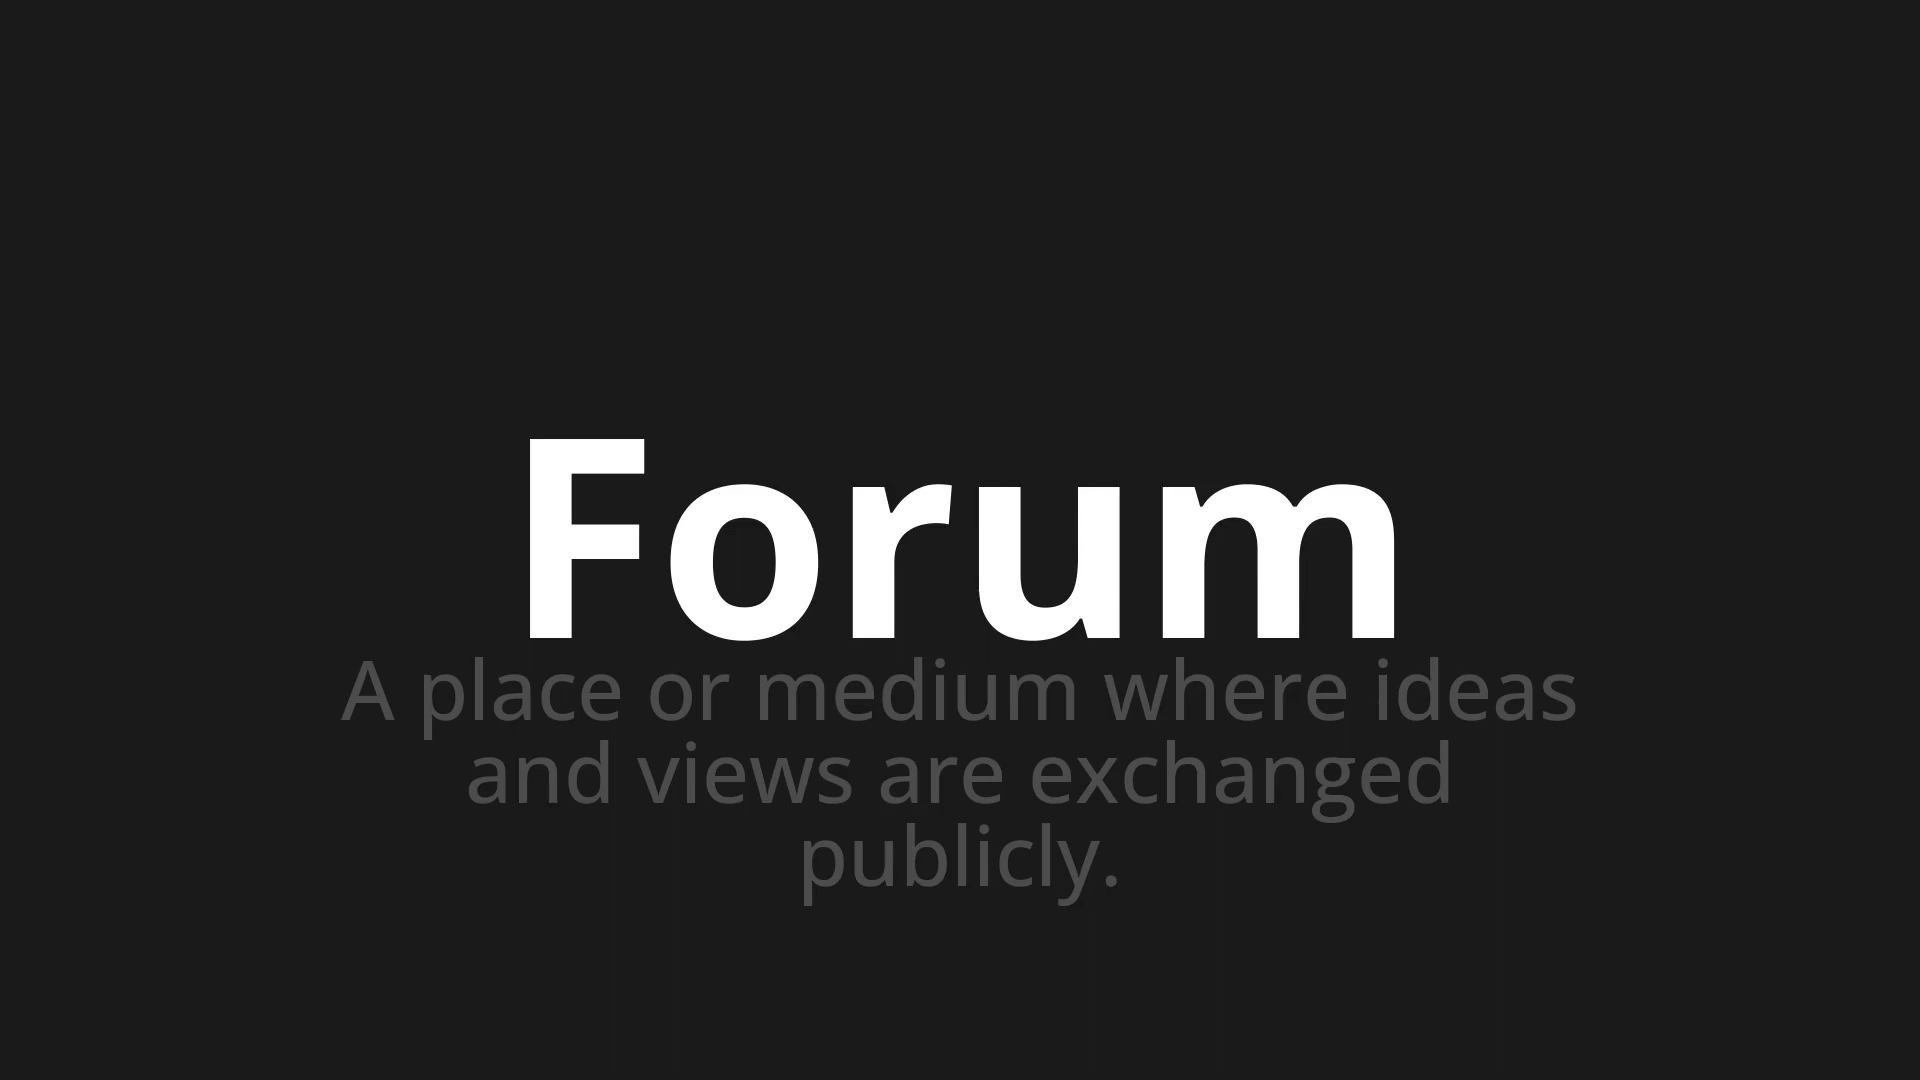 Forum
A place or medium where ideas
and views are exchanged
publicly.